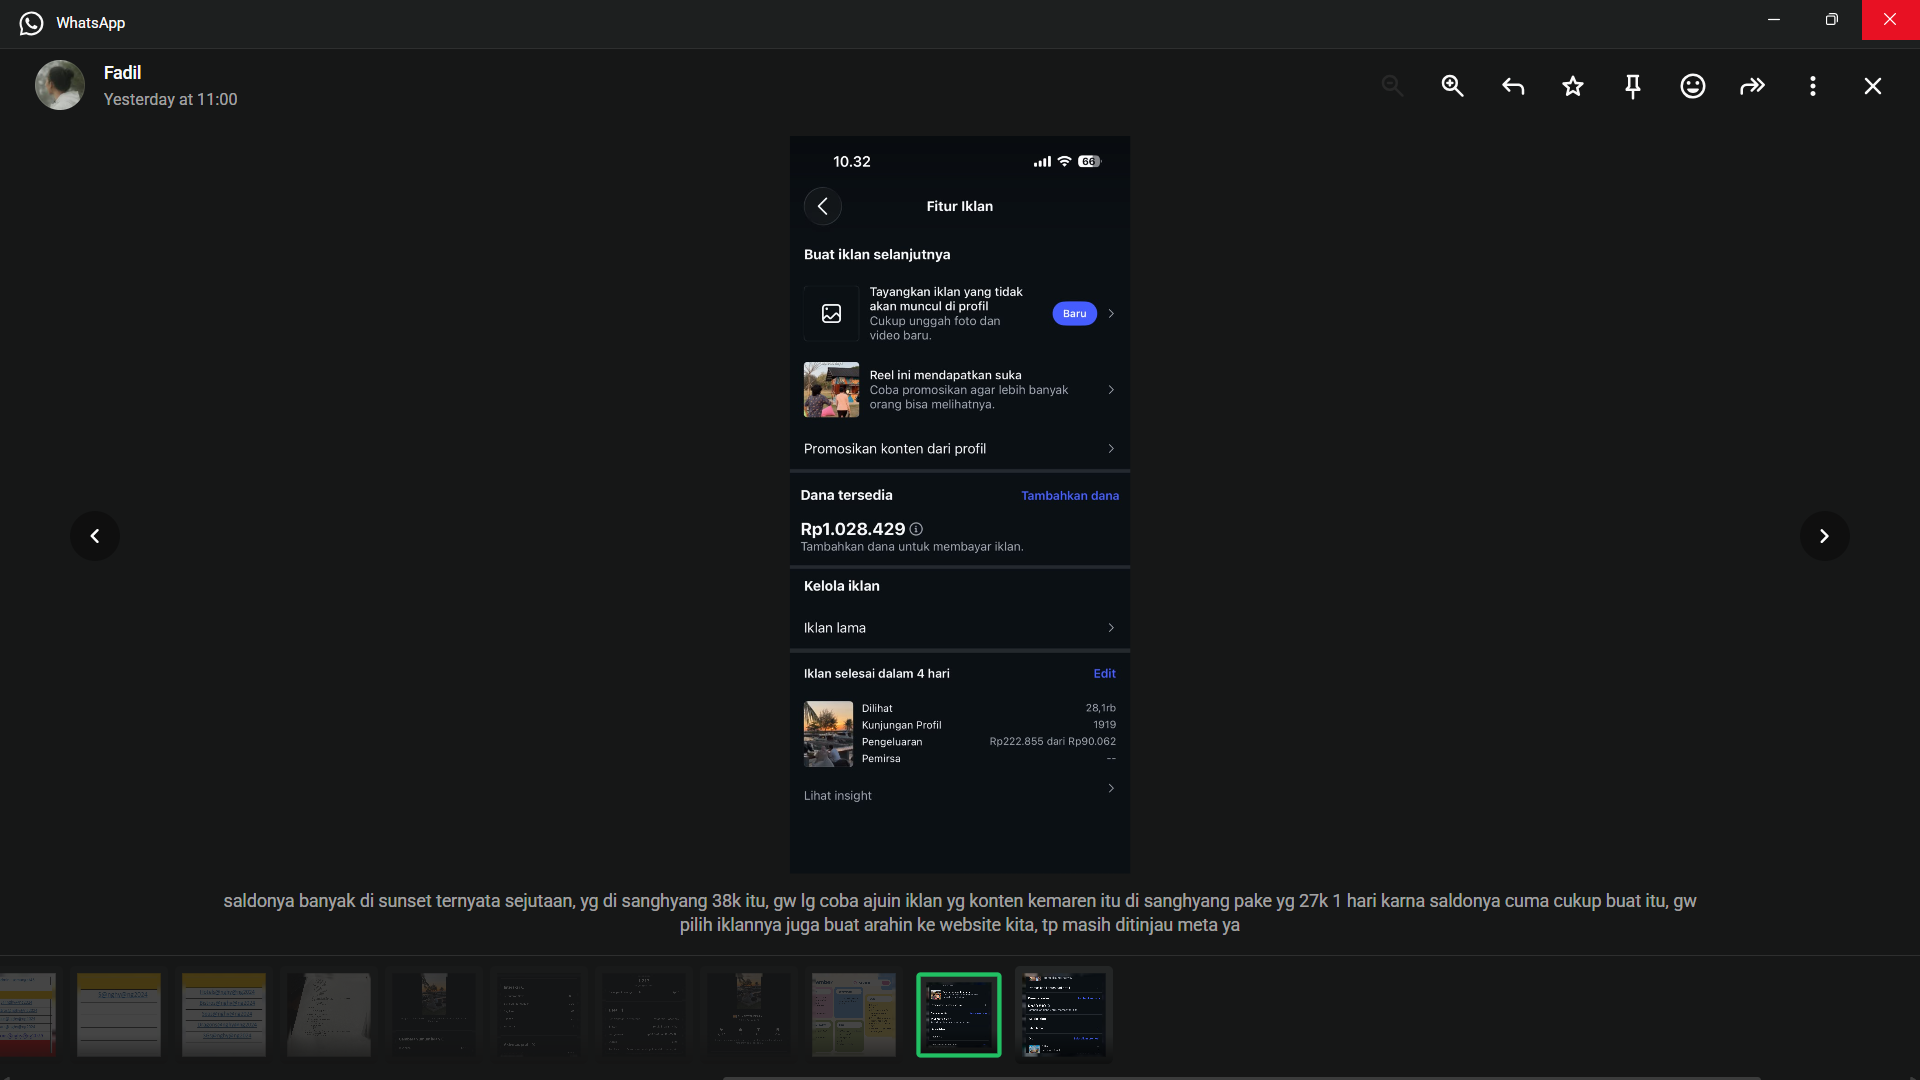 WhatsApp
Fadil
Yesterday at 11:00
10.32
66
Fitur Iklan
Buat iklan selanjutnya
Tayangkan iklan yang tidak
akan muncul di profil
Cukup unggah foto dan
video baru.
Baru
Reel ini mendapatkan suka
Coba promosikan agar lebih banyak
orang bisa melihatnya.
Promosikan konten dari profil
Dana tersedia
Tambahkan dana
Rp1.028.429
Tambahkan dana untuk membayar iklan.
Kelola iklan
Iklan lama
Iklan selesai dalam 4 hari
Edit
Dilihat 28,1rb
Kunjungan Profil 1919
Pengeluaran Rp222.855 dari Rp90.062
Pemirsa --
Lihat insight
saldonya banyak di sunset ternyata sejutaan, yg di sanghyang 38k itu, gw lg coba ajuin iklan yg konten kemaren itu di sanghyang pake yg 27k 1 hari karna saldonya cuma cukup buat itu, gw
pilih iklannya juga buat arahin ke website kita, tp masih ditinjau meta ya